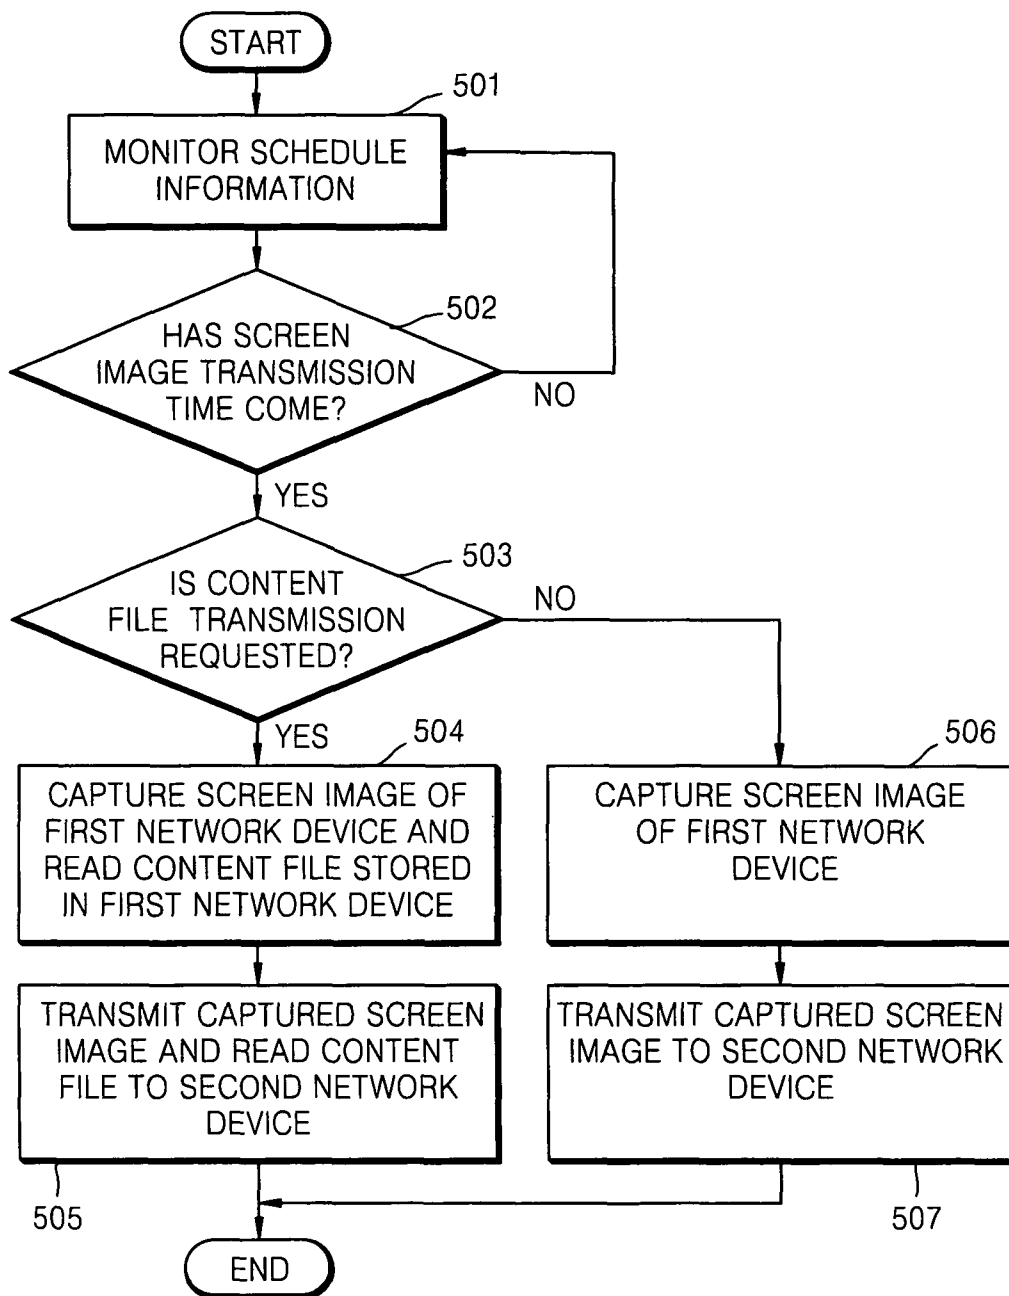 START
501
MONITOR SCHEDULE
INFORMATION
502
HAS SCREEN
IMAGE TRANSMISSION
TIME COME?
NO
YES
503
IS CONTENT
FILE TRANSMISSION
REQUESTED?
NO
YES
504
CAPTURE SCREEN IMAGE OF
FIRST NETWORK DEVICE AND
READ CONTENT FILE STORED
IN FIRST NETWORK DEVICE
506
CAPTURE SCREEN IMAGE
OF FIRST NETWORK
DEVICE
TRANSMIT CAPTURED SCREEN
IMAGE AND READ CONTENT
FILE TO SECOND NETWORK
DEVICE
505
TRANSMIT CAPTURED SCREEN
IMAGE TO SECOND NETWORK
DEVICE
507
END